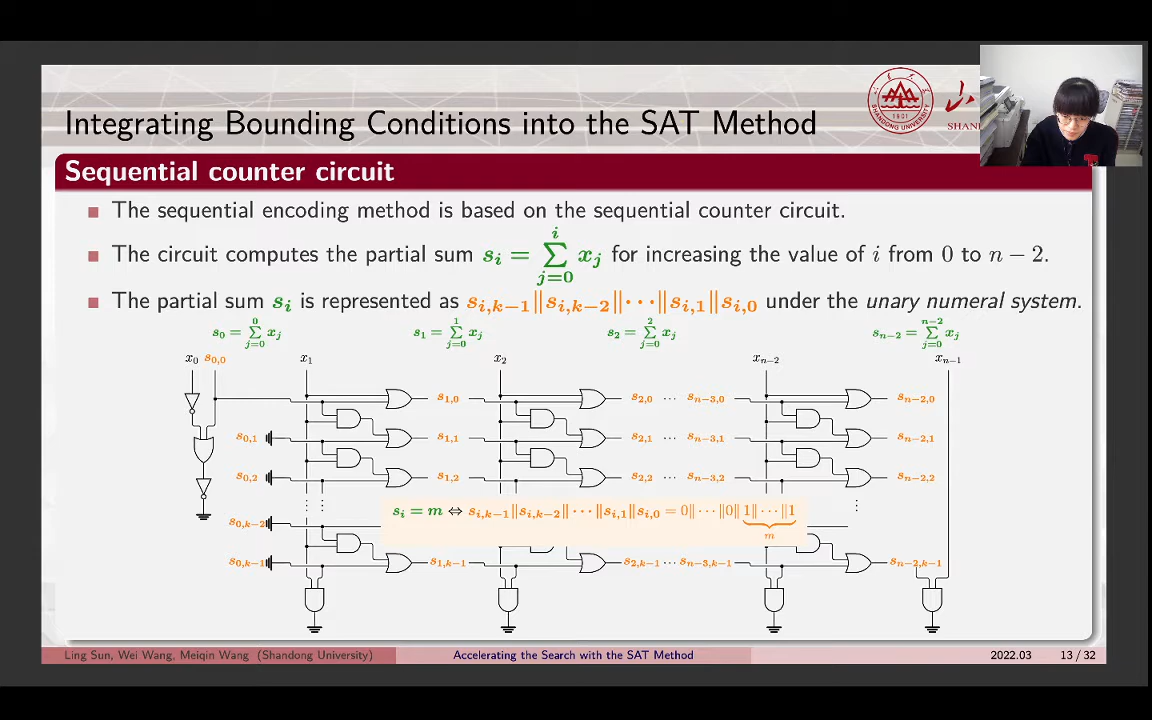 Integrating Bounding Conditions into the SAT Method
SHANDONG UNIVERSITY
1901
山
SHAN
Sequential counter circuit
The sequential encoding method is based on the sequential counter circuit.
The circuit computes the partial sum s_i = ∑_{j=0}^{i} x_j for increasing the value of i from 0 to n − 2.
The partial sum s_i is represented as s_{i,k−1}‖s_{i,k−2}‖⋯‖s_{i,1}‖s_{i,0} under the unary numeral system.
s_0 = ∑_{j=0}^{0} x_j s_1 = ∑_{j=0}^{1} x_j s_2 = ∑_{j=0}^{2} x_j s_{n−2} = ∑_{j=0}^{n−2} x_j
x_0 s_{0,0} x_1 x_2 x_{n−2} x_{n−1}
s_{1,0} s_{2,0} ⋯ s_{n−3,0} s_{n−2,0}
s_{0,1} s_{1,1} s_{2,1} ⋯ s_{n−3,1} s_{n−2,1}
s_{0,2} s_{1,2} s_{2,2} ⋯ s_{n−3,2} s_{n−2,2}
s_i = m ⇔ s_{i,k−1}‖s_{i,k−2}‖⋯‖s_{i,1}‖s_{i,0} = 0‖⋯‖0‖1‖⋯‖1
s_{0,k−2} m
s_{0,k−1} s_{1,k−1} s_{2,k−1} ⋯ s_{n−3,k−1} s_{n−2,k−1}
Ling Sun, Wei Wang, Meiqin Wang (Shandong University) Accelerating the Search with the SAT Method 2022.03 13 / 32